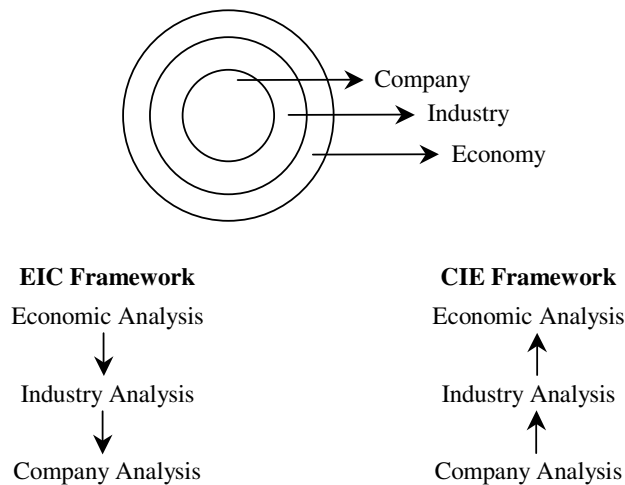 Company
Industry
Economy
EIC Framework
Economic Analysis
Industry Analysis
Company Analysis
CIE Framework
Economic Analysis
Industry Analysis
Company Analysis